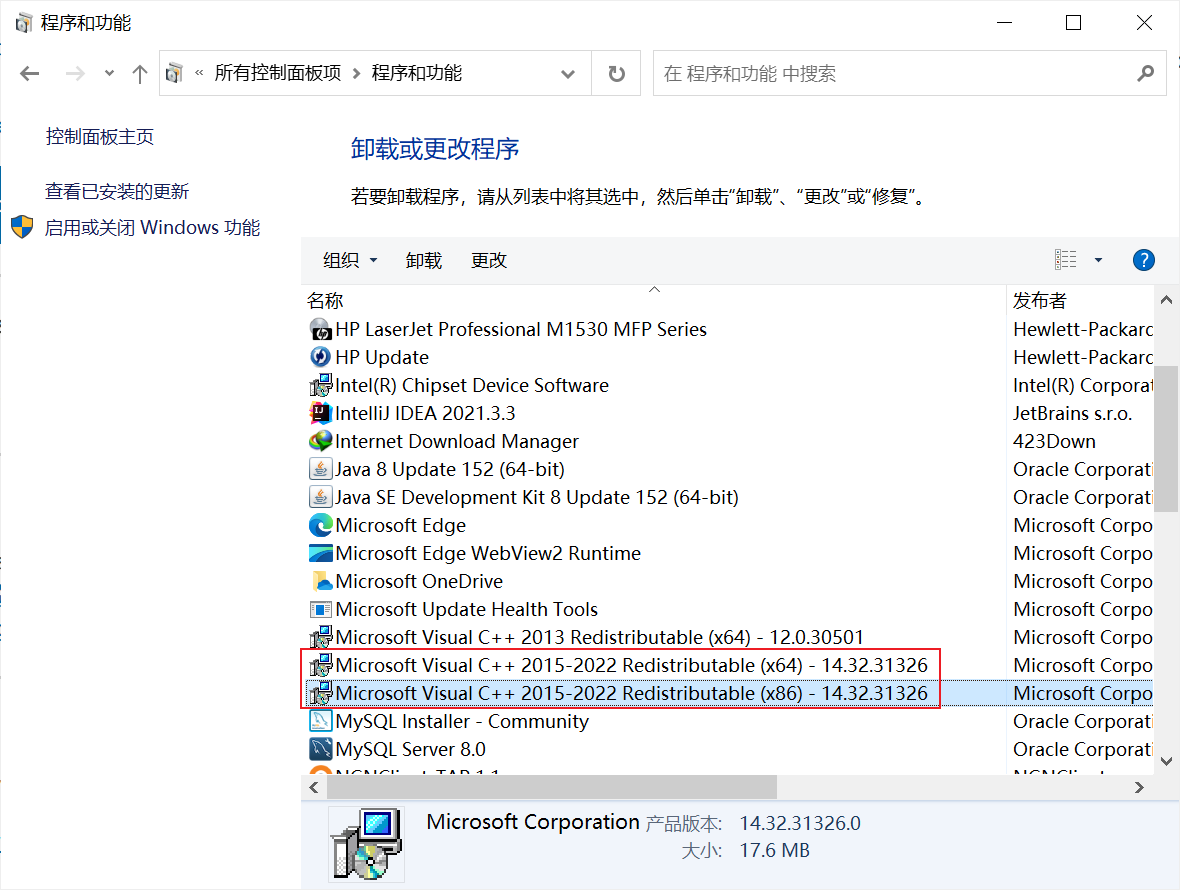 程序和功能
« 所有控制面板项 › 程序和功能
在 程序和功能 中搜索
控制面板主页
查看已安装的更新
启用或关闭 Windows 功能
卸载或更改程序
若要卸载程序，请从列表中将其选中，然后单击“卸载”、“更改”或“修复”。
组织 卸载 更改
名称 发布者
HP LaserJet Professional M1530 MFP Series Hewlett-Packard
HP Update Hewlett-Packard
Intel(R) Chipset Device Software Intel(R) Corporat
IntelliJ IDEA 2021.3.3 JetBrains s.r.o.
Internet Download Manager 423Down
Java 8 Update 152 (64-bit) Oracle Corporati
Java SE Development Kit 8 Update 152 (64-bit) Oracle Corporati
Microsoft Edge Microsoft Corpo
Microsoft Edge WebView2 Runtime Microsoft Corpo
Microsoft OneDrive Microsoft Corpo
Microsoft Update Health Tools Microsoft Corpo
Microsoft Visual C++ 2013 Redistributable (x64) - 12.0.30501 Microsoft Corpo
Microsoft Visual C++ 2015-2022 Redistributable (x64) - 14.32.31326 Microsoft Corpo
Microsoft Visual C++ 2015-2022 Redistributable (x86) - 14.32.31326 Microsoft Corpo
MySQL Installer - Community Oracle Corporati
MySQL Server 8.0 Oracle Corporati
Microsoft Corporation 产品版本: 14.32.31326.0
大小: 17.6 MB